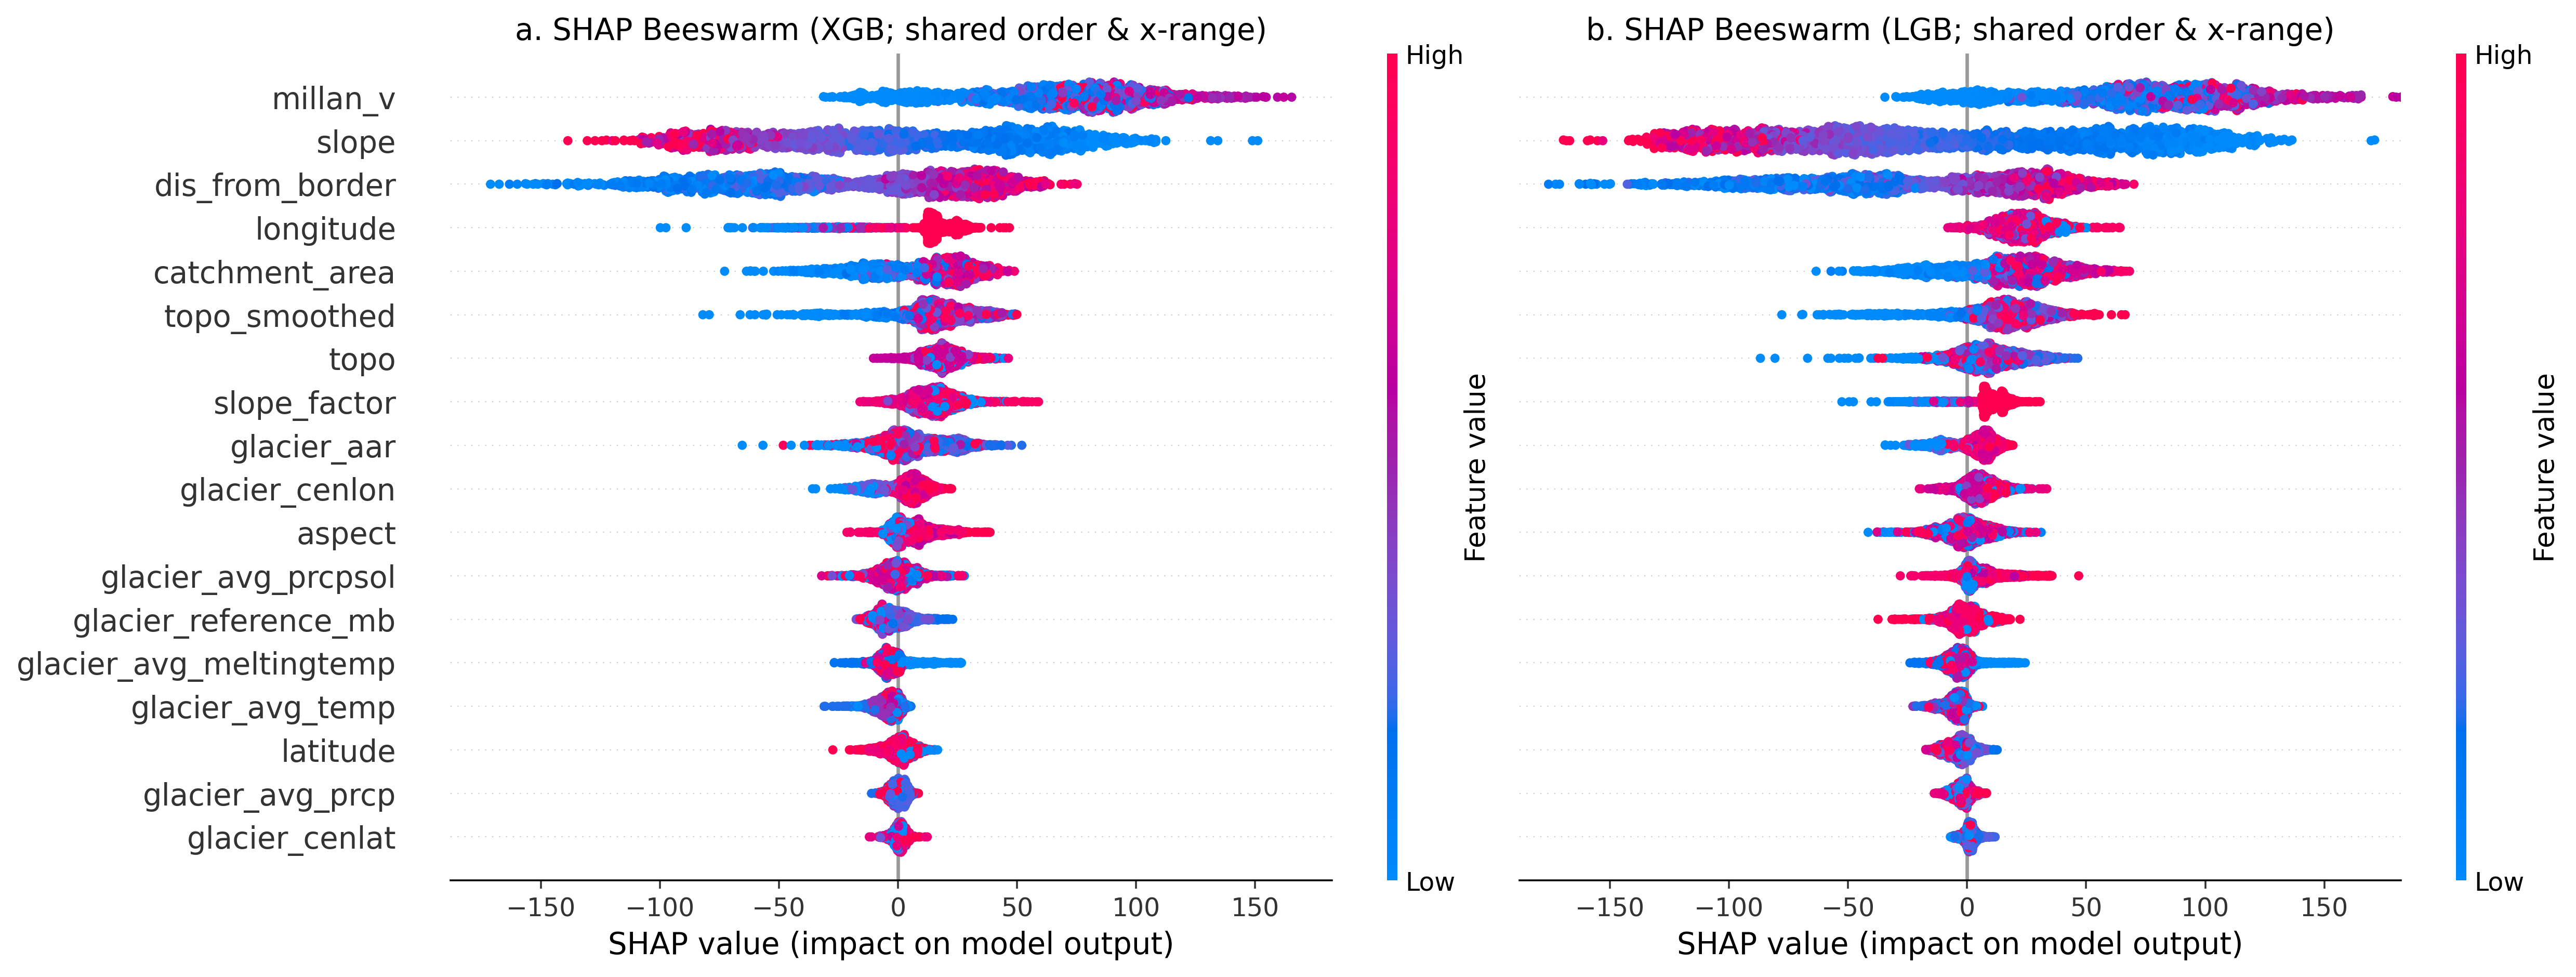 a. SHAP Beeswarm (XGB; shared order & x-range)
High
millan_v
slope
dis_from_border
longitude
catchment_area
topo_smoothed
topo
slope_factor
glacier_aar
glacier_cenlon
aspect
glacier_avg_prcpsol
glacier_reference_mb
glacier_avg_meltingtemp
glacier_avg_temp
latitude
glacier_avg_prcp
glacier_cenlat
Feature value
Low
−150 −100 −50 0 50 100 150
SHAP value (impact on model output)
b. SHAP Beeswarm (LGB; shared order & x-range)
High
Feature value
Low
−150 −100 −50 0 50 100 150
SHAP value (impact on model output)